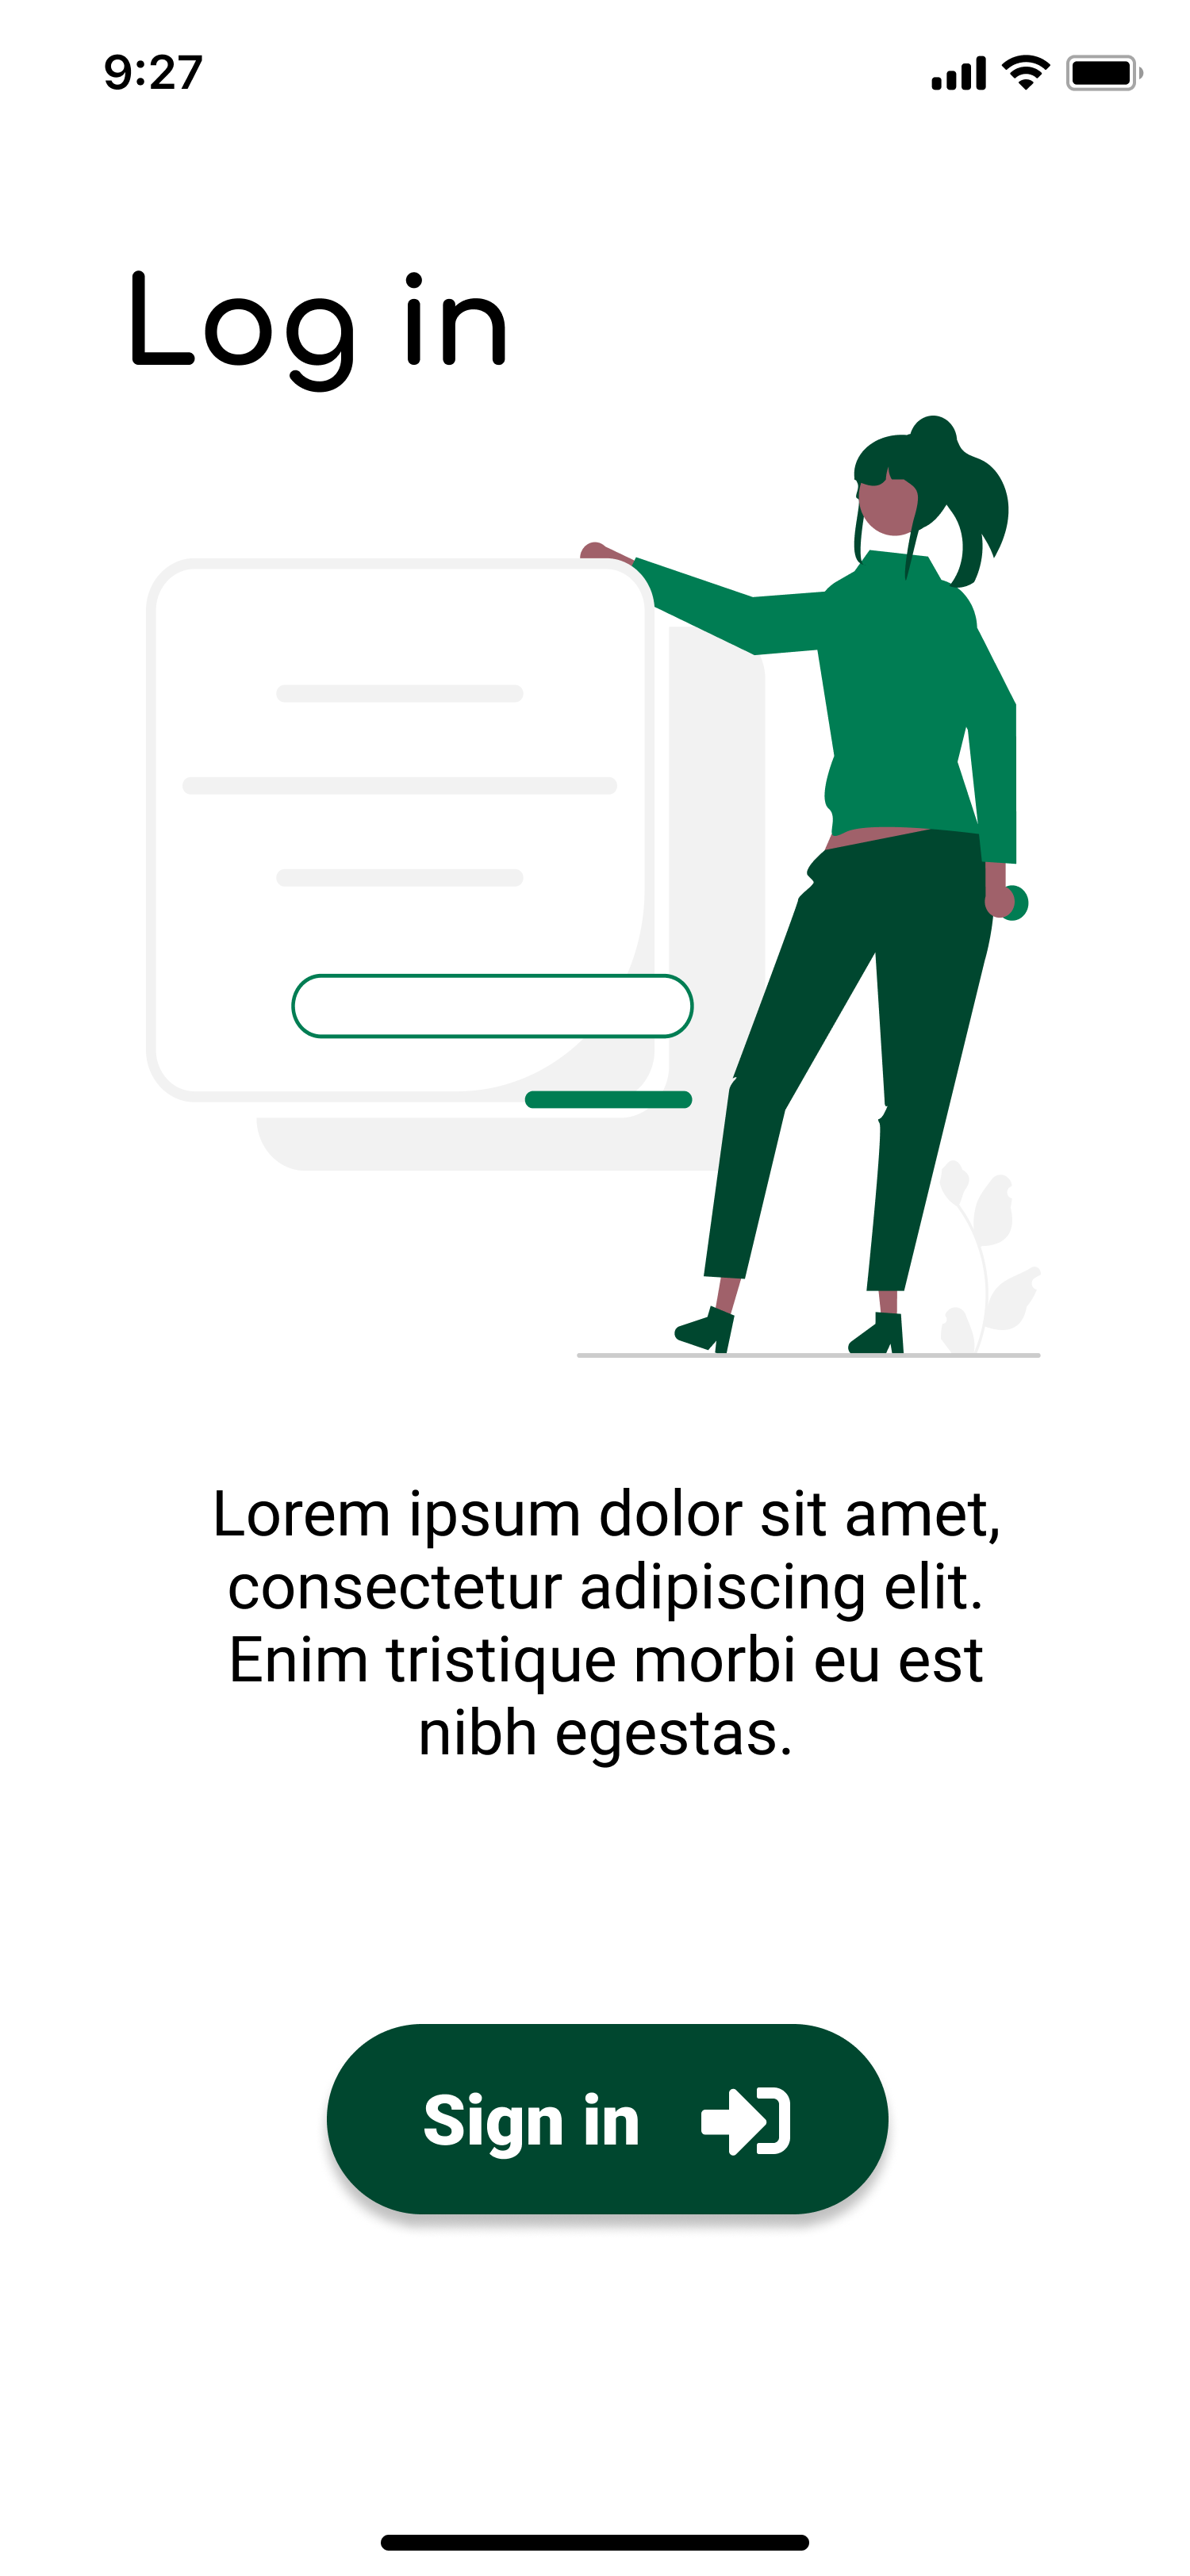 9:27
Log in
Lorem ipsum dolor sit amet,
consectetur adipiscing elit.
Enim tristique morbi eu est
nibh egestas.
Sign in